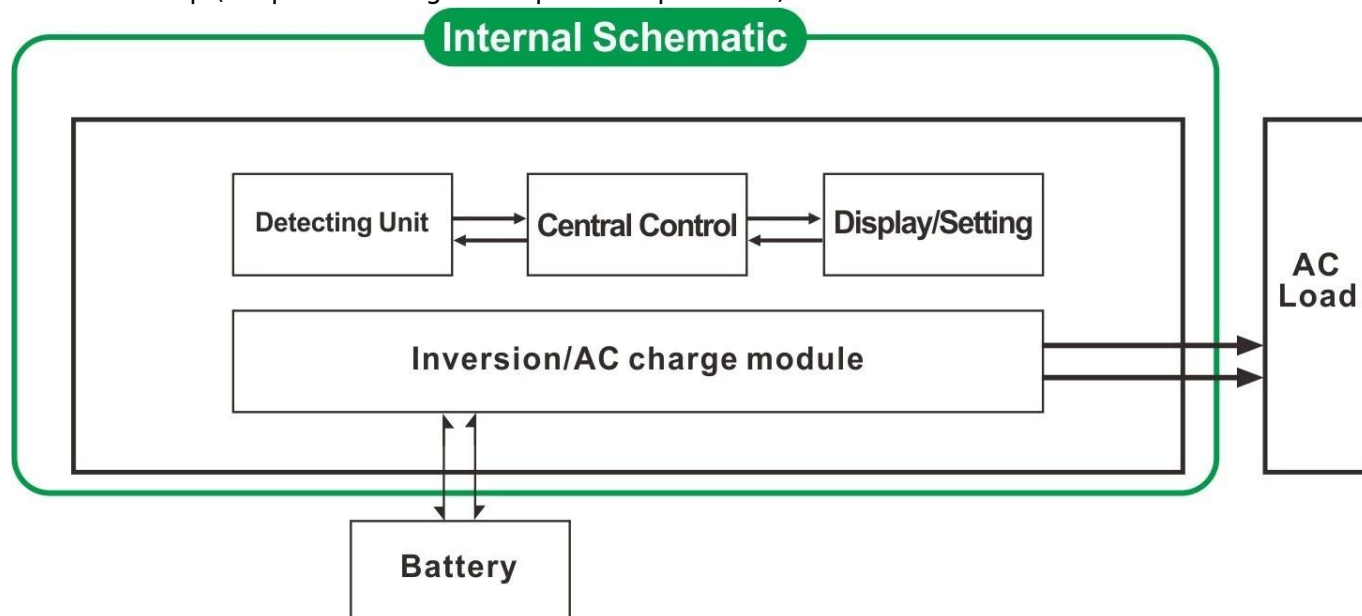 Internal Schematic
Detecting Unit
Central Control
Display/Setting
AC
Load
Inversion/AC charge module
Battery